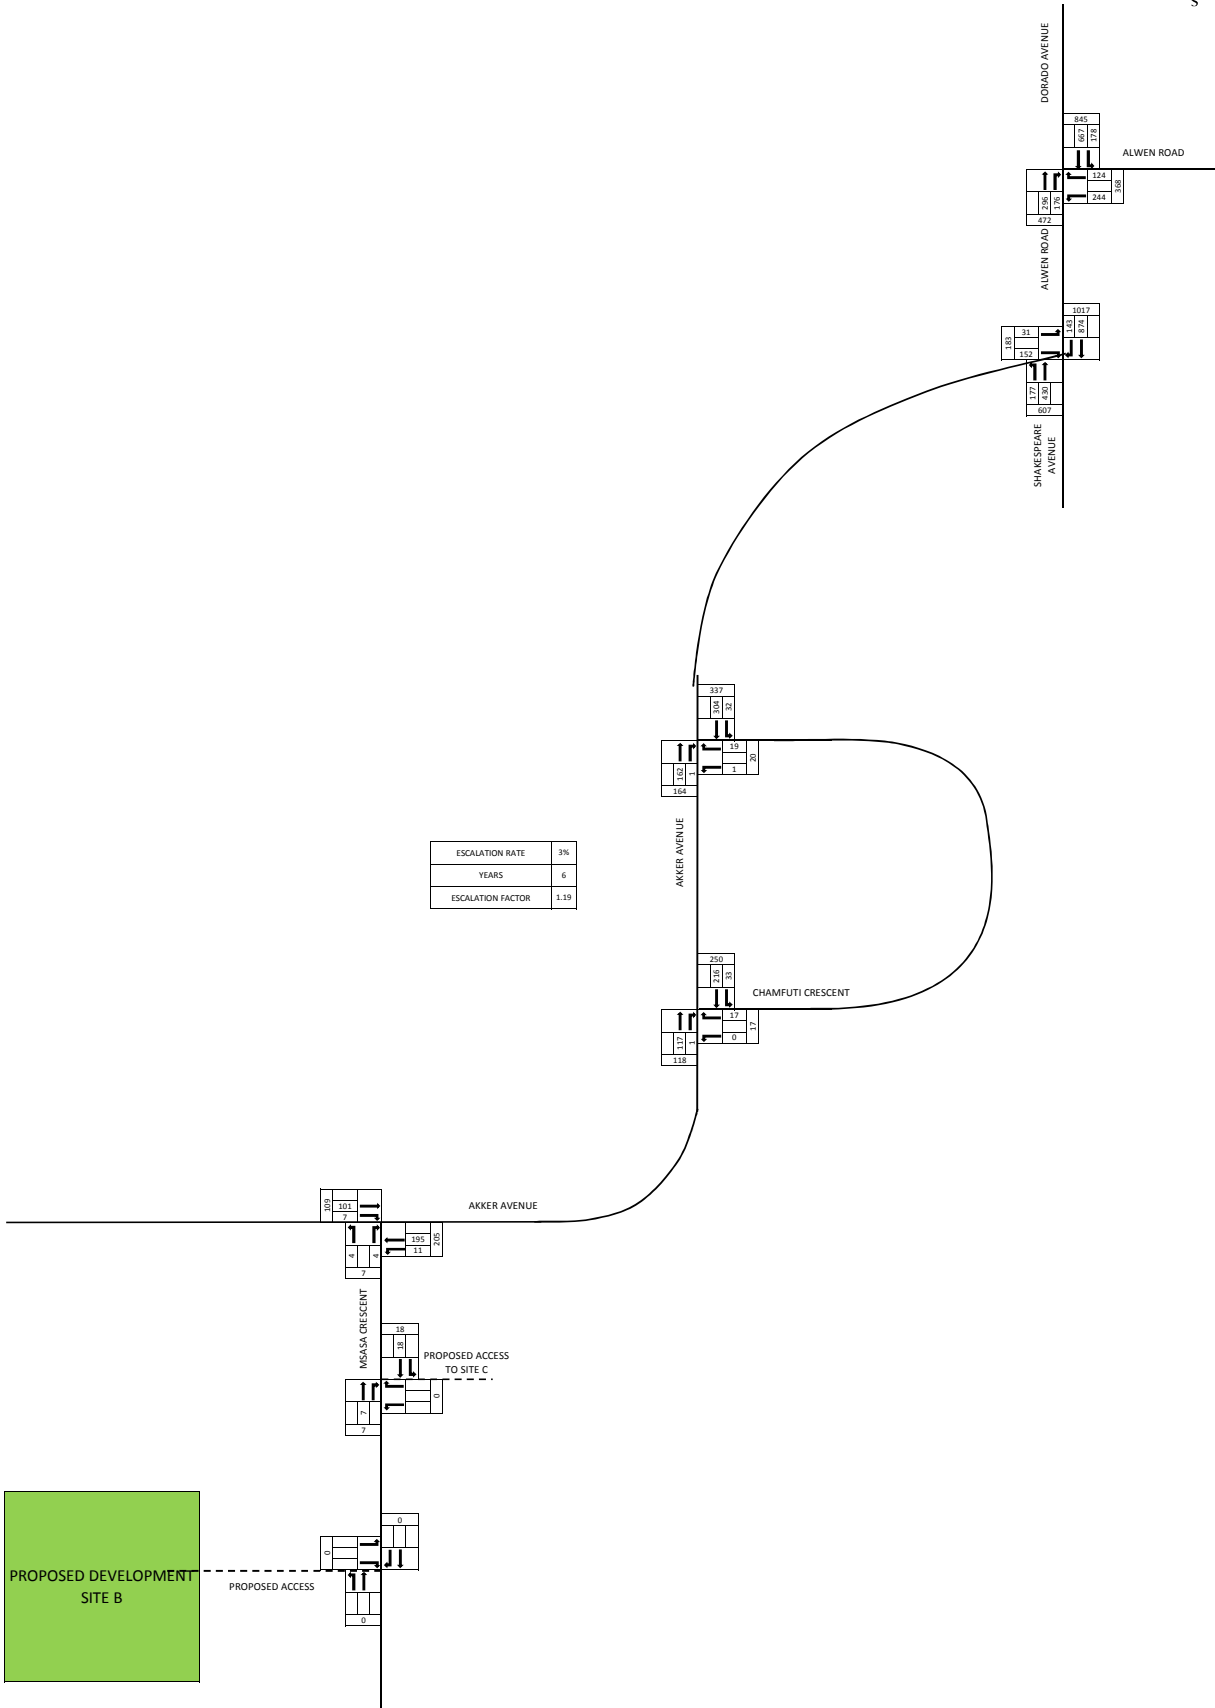 S
DORADO AVENUE
845
667
178
ALWEN ROAD
124
244
368
296
176
472
ALWEN ROAD
1017
143
874
31
152
183
177
430
607
SHAKESPEARE
AVENUE
337
304
32
19
1
20
162
1
164
AKKER AVENUE
ESCALATION RATE 3%
YEARS 6
ESCALATION FACTOR 1.19
250
216
33
CHAMFUTI CRESCENT
17
0
17
117
1
118
109
101
7
AKKER AVENUE
195
11
205
4
4
7
MSASA CRESCENT
18
18
PROPOSED ACCESS
TO SITE C
0
7
7
0
0
PROPOSED DEVELOPMENT
SITE B
PROPOSED ACCESS
0